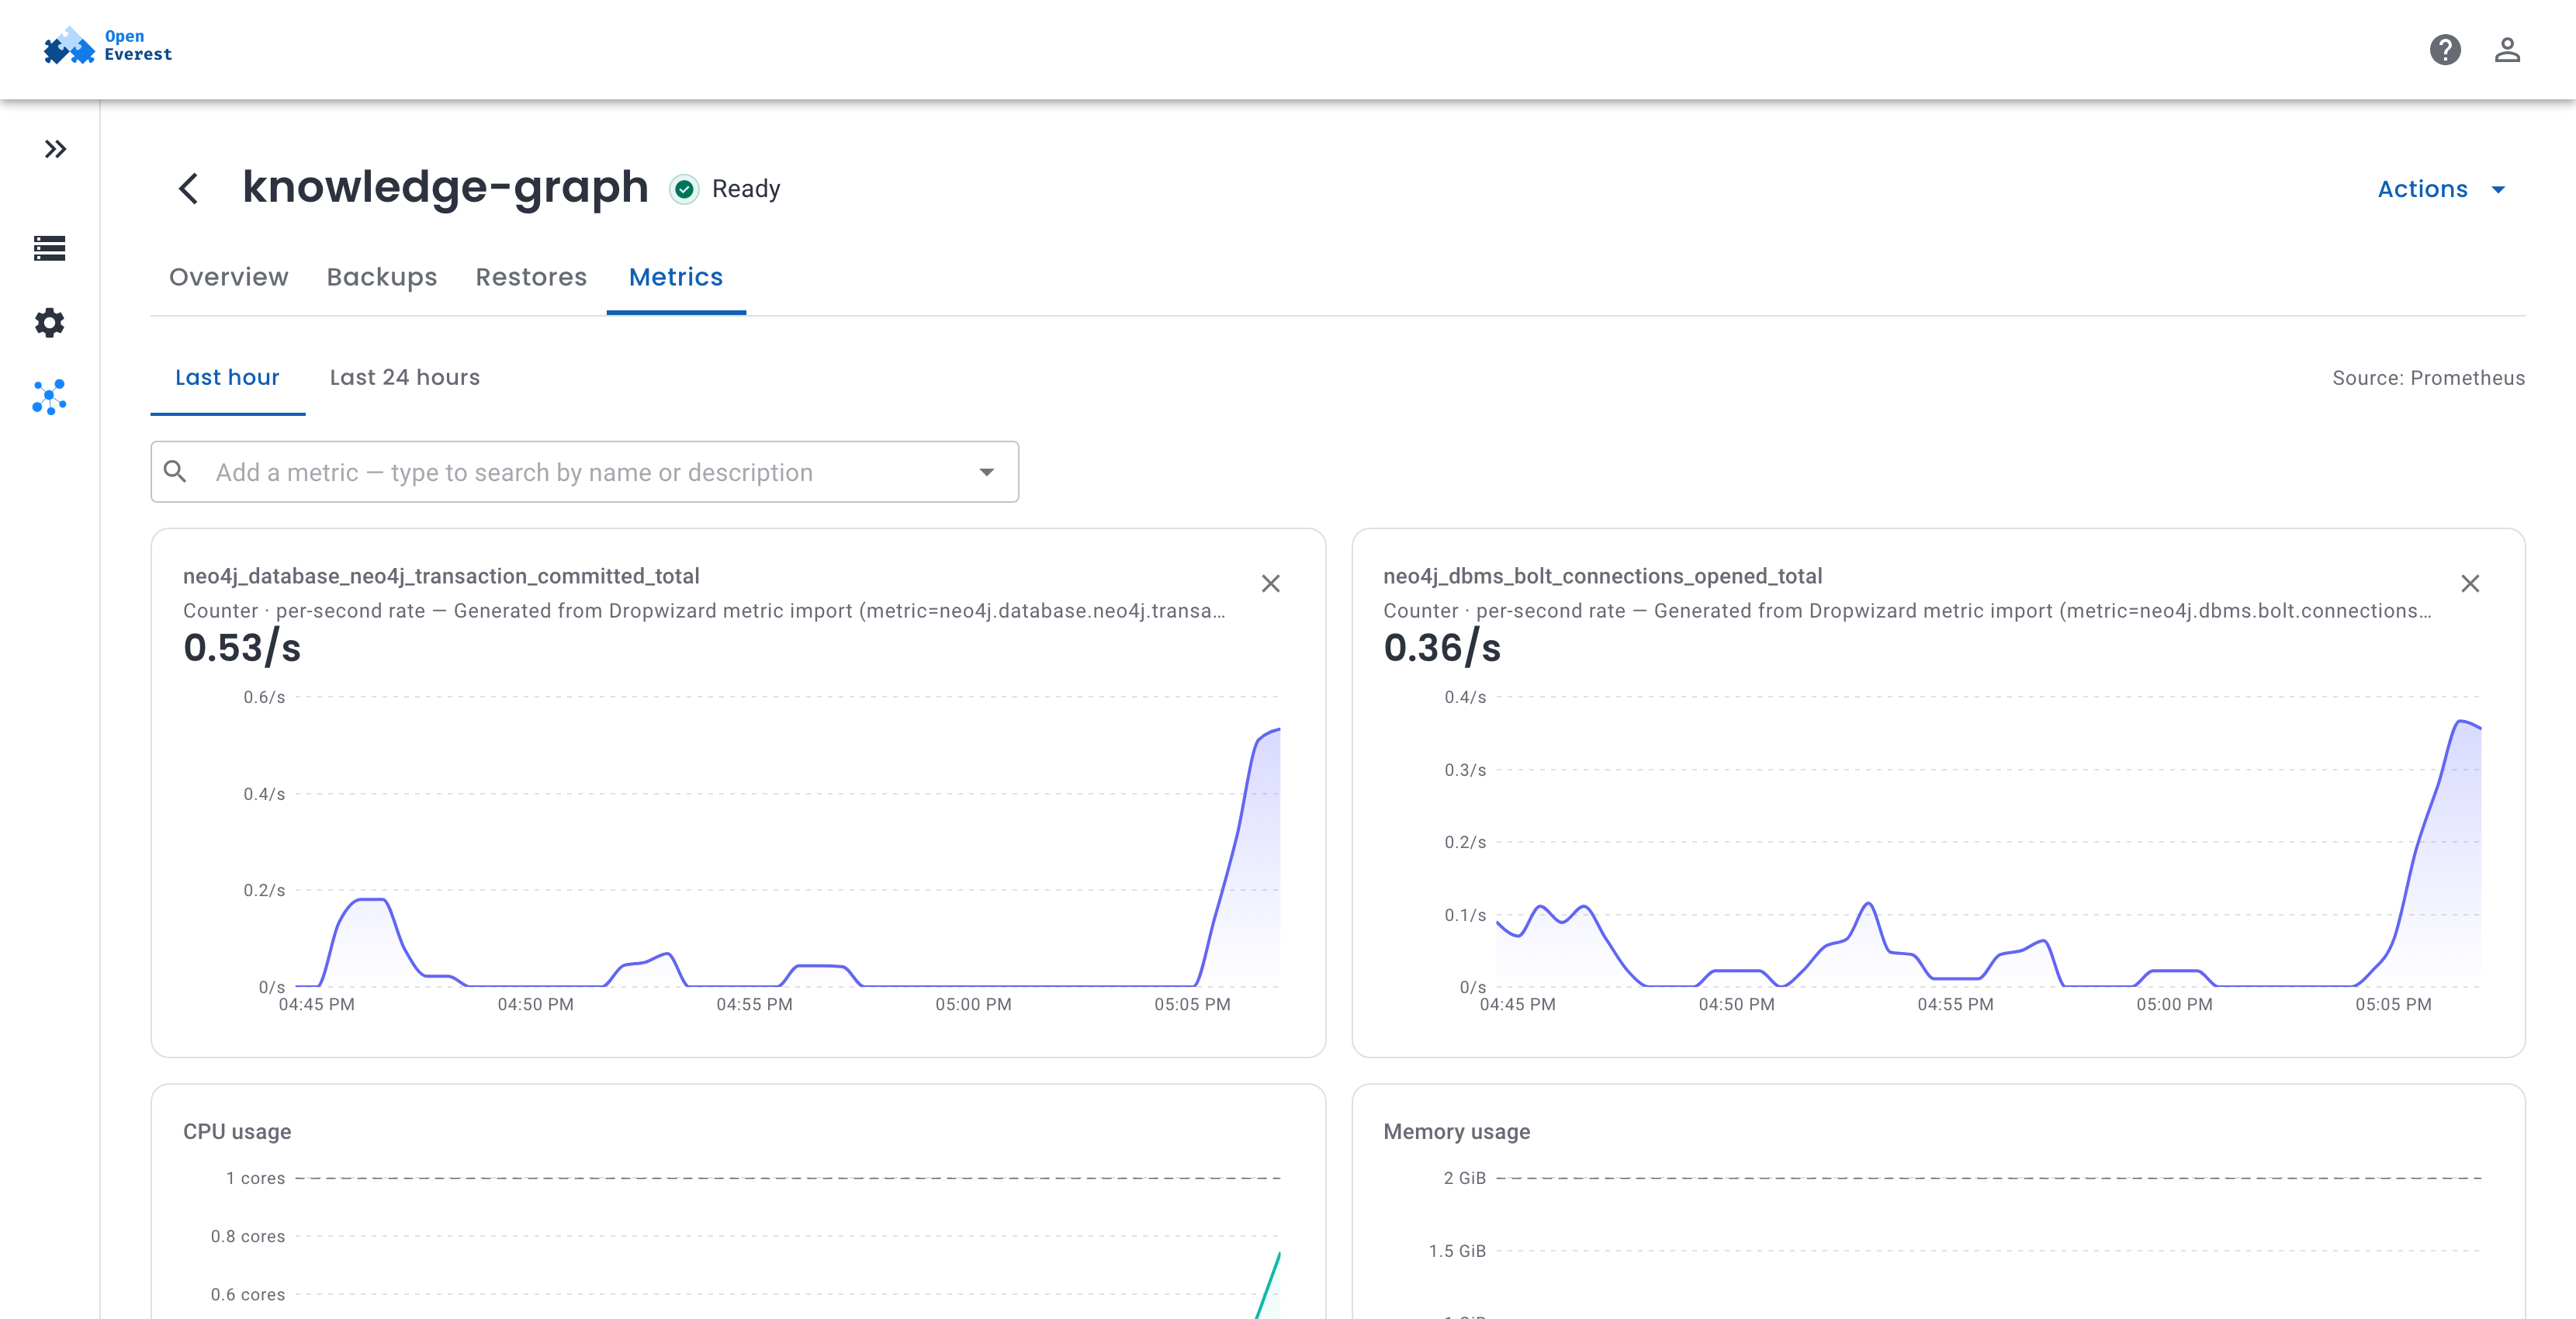 Open
Everest
knowledge-graph
Ready
Actions
Overview
Backups
Restores
Metrics
Last hour
Last 24 hours
Source: Prometheus
Add a metric — type to search by name or description
neo4j_database_neo4j_transaction_committed_total
Counter · per-second rate — Generated from Dropwizard metric import (metric=neo4j.database.neo4j.transa...
0.53/s
0.6/s
0.4/s
0.2/s
0/s
04:45 PM
04:50 PM
04:55 PM
05:00 PM
05:05 PM
neo4j_dbms_bolt_connections_opened_total
Counter · per-second rate — Generated from Dropwizard metric import (metric=neo4j.dbms.bolt.connections...
0.36/s
0.4/s
0.3/s
0.2/s
0.1/s
0/s
04:45 PM
04:50 PM
04:55 PM
05:00 PM
05:05 PM
CPU usage
1 cores
0.8 cores
0.6 cores
Memory usage
2 GiB
1.5 GiB